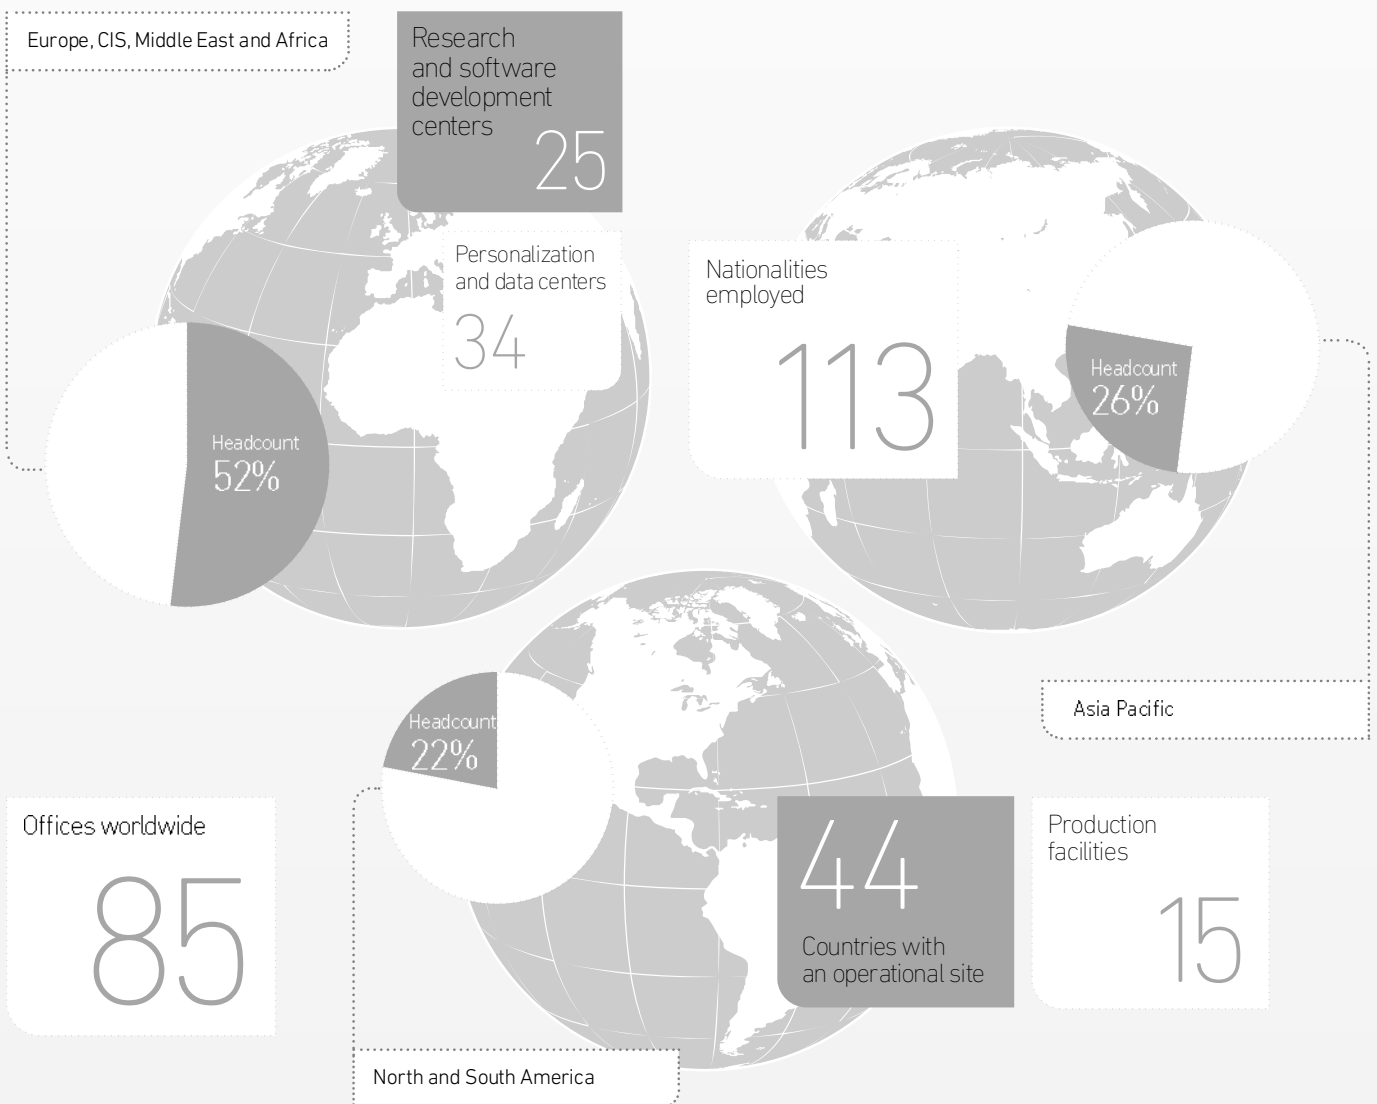 Europe, CIS, Middle East and Africa
Research
and software
development
centers
25
Personalization
and data centers
34
Headcount
52%
Nationalities
employed
113
Headcount
26%
Asia Pacific
Headcount
22%
Offices worldwide
85
44
Countries with
an operational site
Production
facilities
15
North and South America